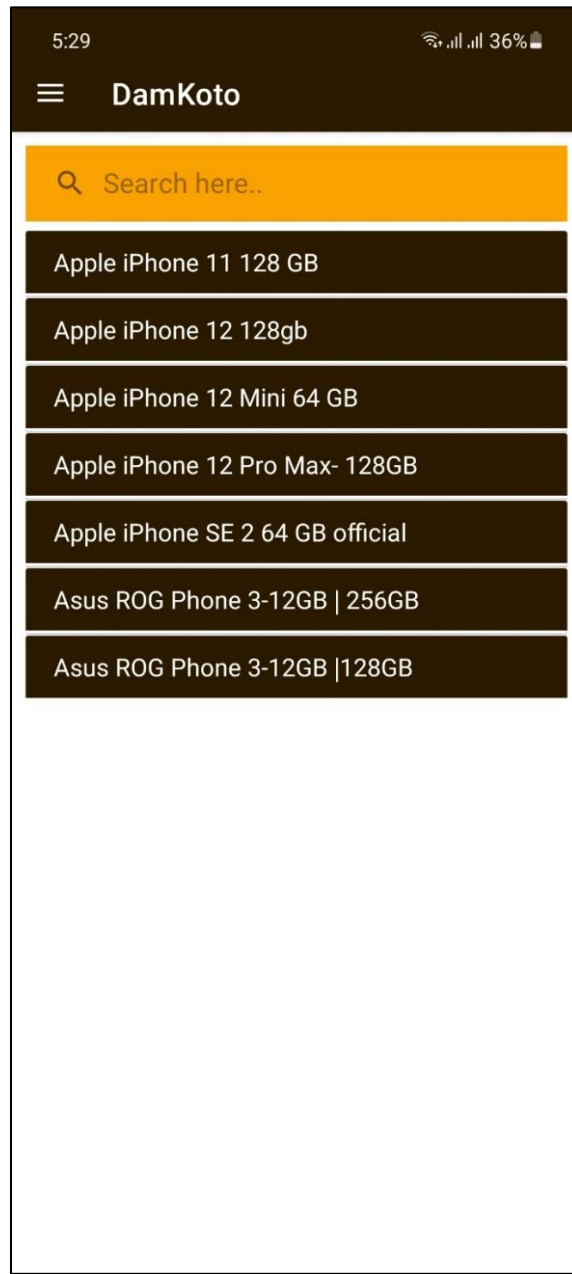 5:29
36%
DamKoto
Search here..
Apple iPhone 11 128 GB
Apple iPhone 12 128gb
Apple iPhone 12 Mini 64 GB
Apple iPhone 12 Pro Max- 128GB
Apple iPhone SE 2 64 GB official
Asus ROG Phone 3-12GB | 256GB
Asus ROG Phone 3-12GB |128GB